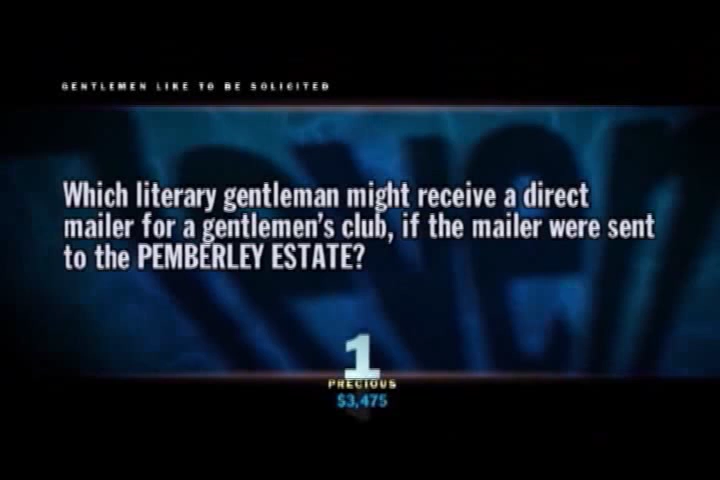 GENTLEMEN LIKE TO BE SOLICITED
Which literary gentleman might receive a direct
mailer for a gentlemen's club, if the mailer were sent
to the PEMBERLEY ESTATE?
1
PRECIOUS
$3,475